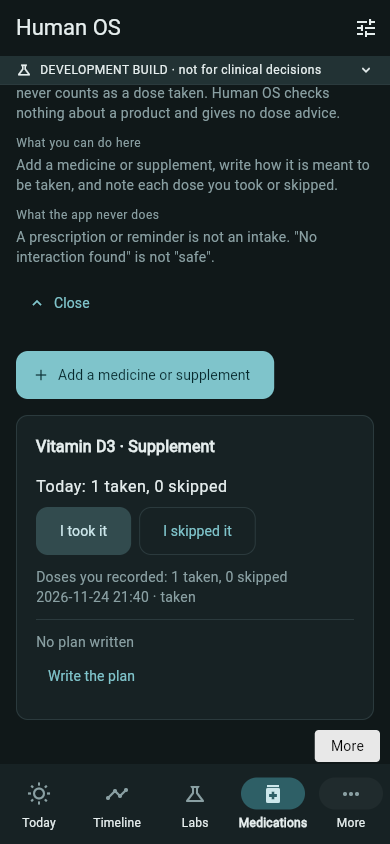 Human OS
DEVELOPMENT BUILD · not for clinical decisions
never counts as a dose taken. Human OS checks
nothing about a product and gives no dose advice.
What you can do here
Add a medicine or supplement, write how it is meant to
be taken, and note each dose you took or skipped.
What the app never does
A prescription or reminder is not an intake. "No
interaction found" is not "safe".
Close
+ Add a medicine or supplement
Vitamin D3 · Supplement
Today: 1 taken, 0 skipped
I took it
I skipped it
Doses you recorded: 1 taken, 0 skipped
2026-11-24 21:40 · taken
No plan written
Write the plan
More
Today
Timeline
Labs
Medications
More